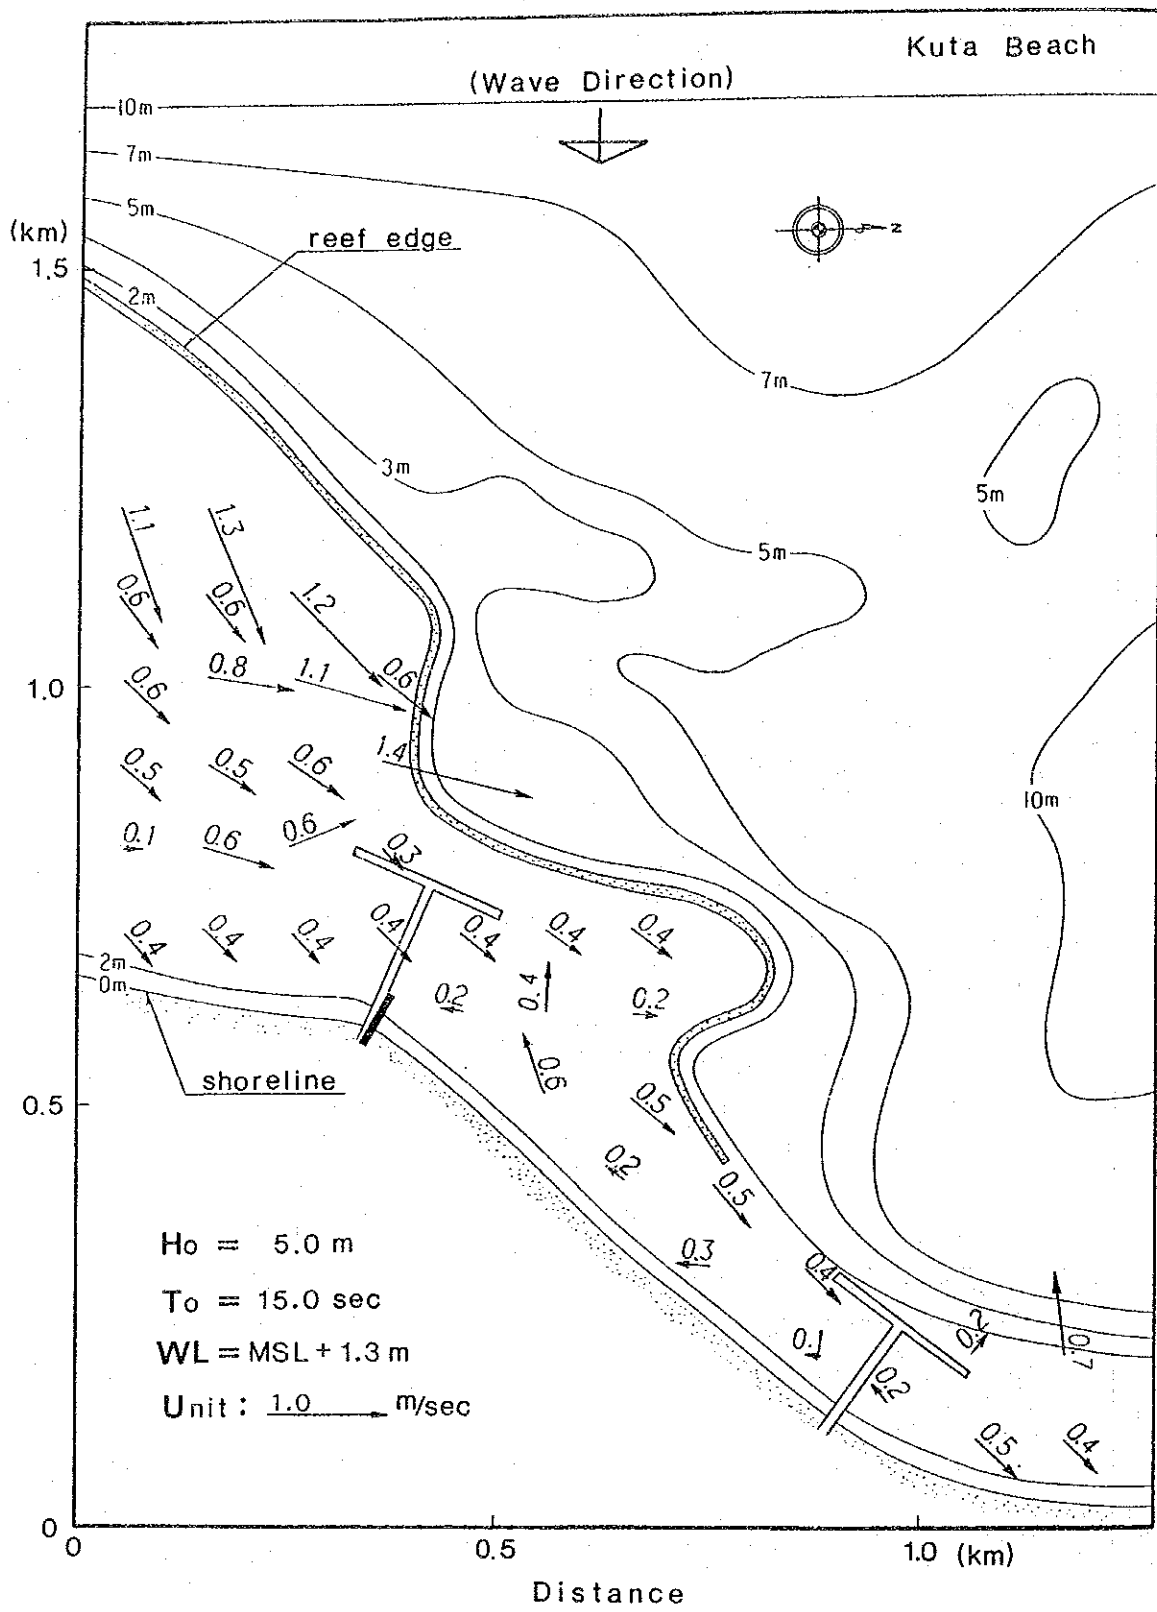 Kuta Beach
(Wave Direction)
10m
7m
5m
(km)
reef edge
N
1.5
2m
7m
3m
5m
5m
1.1
1.3
0.6
0.6
1.2
0.6
0.8
1.1
0.6
1.0
0.5
0.5
0.6
1.4
10m
0.1
0.6
0.6
0.3
0.4
0.4
0.4
0.4
0.4
0.4
0.4
2m
0m
0.2
0.4
0.2
shoreline
0.6
0.5
0.5
0.2
0.5
0.3
0.4
0.2
0.7
0.1
0.2
0.5
0.4
Ho = 5.0 m
To = 15.0 sec
WL = MSL + 1.3 m
Unit : 1.0 m/sec
0
0
0.5
1.0 (km)
Distance